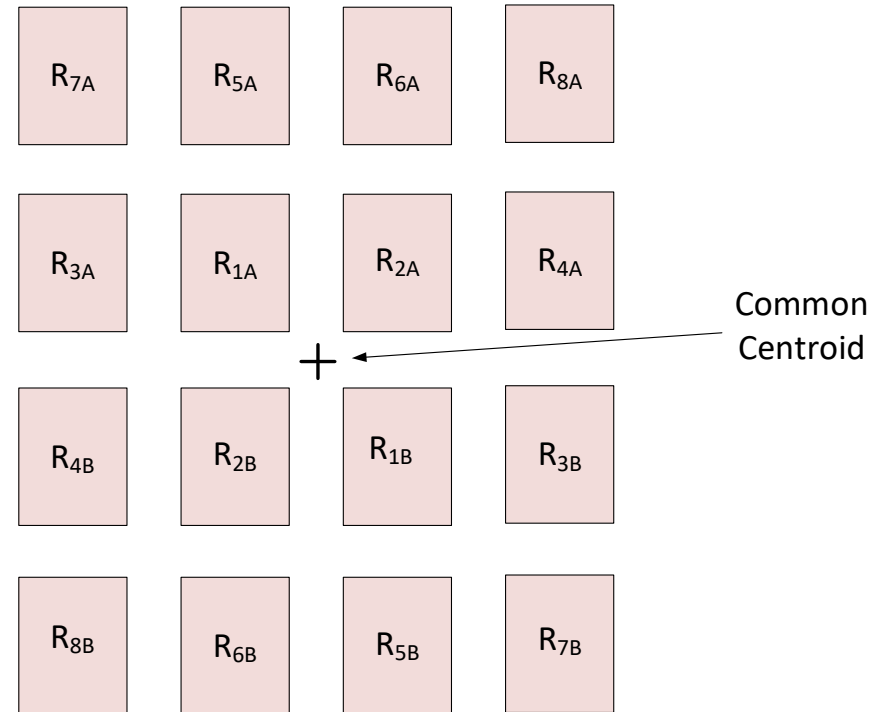 R7A R5A R6A R8A
R3A R1A R2A R4A
Common
Centroid
R4B R2B R1B R3B
R8B R6B R5B R7B